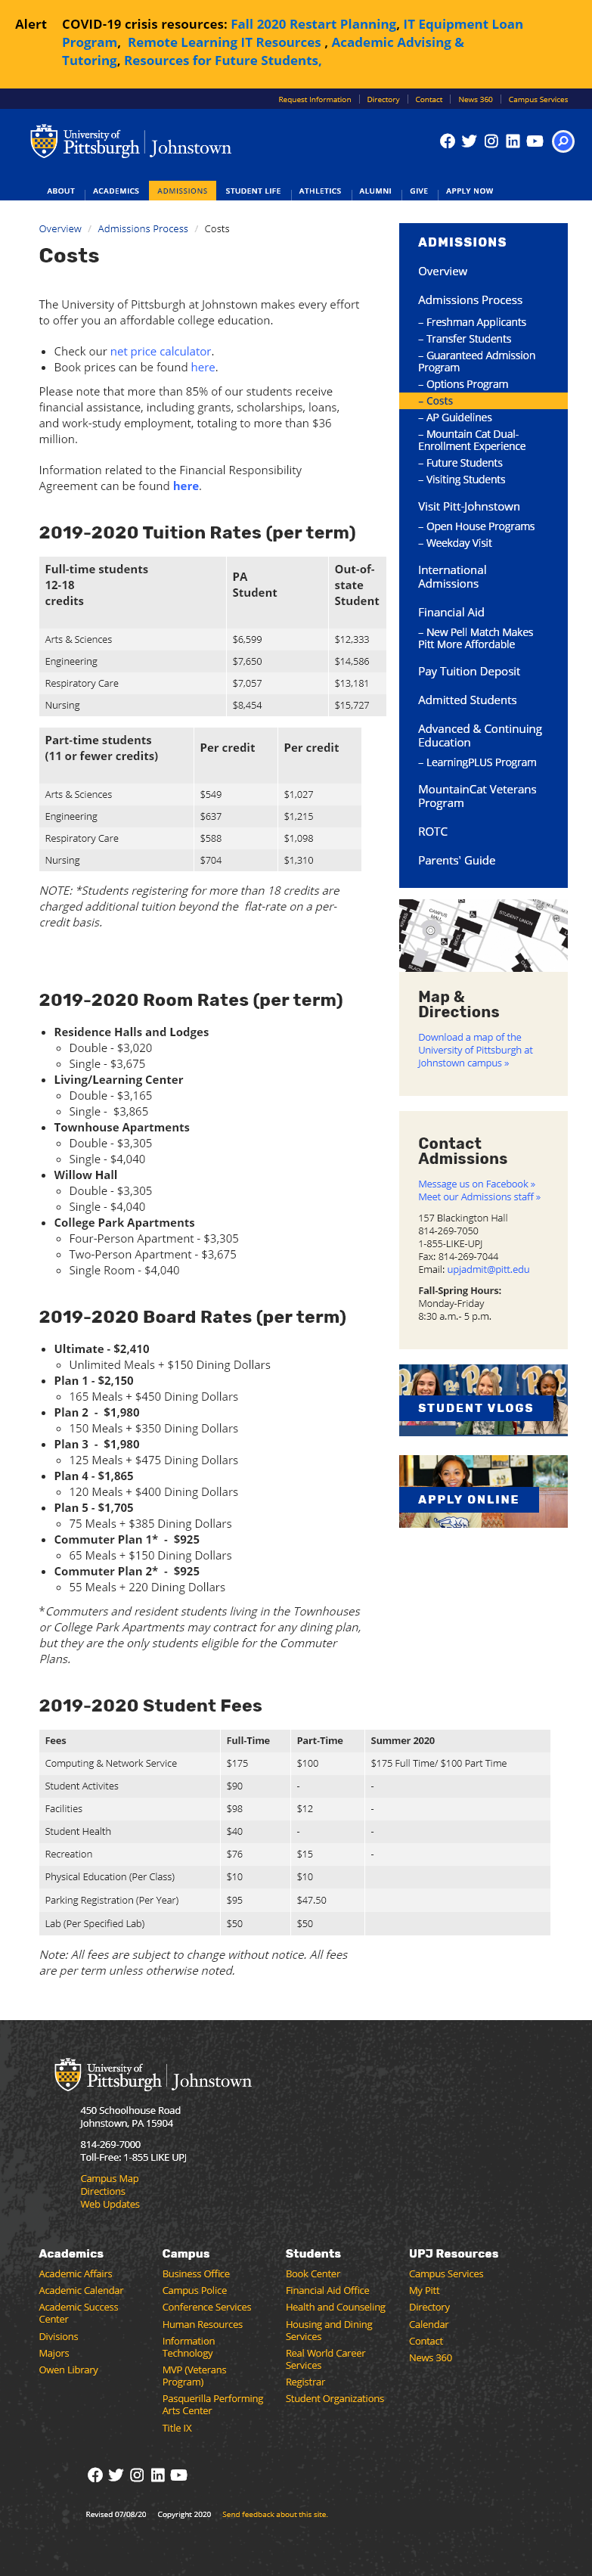 Alert
COVID-19 crisis resources: Fall 2020 Restart Planning, IT Equipment Loan
Program,  Remote Learning IT Resources , Academic Advising &
Tutoring, Resources for Future Students,
Request Information | Directory | Contact | News 360 | Campus Services
University of
Pittsburgh | Johnstown
ABOUT ACADEMICS ADMISSIONS STUDENT LIFE ATHLETICS ALUMNI GIVE APPLY NOW
Overview / Admissions Process / Costs
Costs
The University of Pittsburgh at Johnstown makes every effort
to offer you an affordable college education.
• Check our net price calculator.
• Book prices can be found here.
Please note that more than 85% of our students receive
financial assistance, including grants, scholarships, loans,
and work-study employment, totaling to more than $36
million.
Information related to the Financial Responsibility
Agreement can be found here.
2019-2020 Tuition Rates (per term)
Full-time students
12-18
credits
PA
Student
Out-of-
state
Student
Arts & Sciences $6,599 $12,333
Engineering $7,650 $14,586
Respiratory Care $7,057 $13,181
Nursing $8,454 $15,727
Part-time students
(11 or fewer credits)
Per credit Per credit
Arts & Sciences $549 $1,027
Engineering $637 $1,215
Respiratory Care $588 $1,098
Nursing $704 $1,310
NOTE: *Students registering for more than 18 credits are
charged additional tuition beyond the  flat-rate on a per-
credit basis.
2019-2020 Room Rates (per term)
• Residence Halls and Lodges
◦ Double - $3,020
◦ Single - $3,675
• Living/Learning Center
◦ Double - $3,165
◦ Single -  $3,865
• Townhouse Apartments
◦ Double - $3,305
◦ Single - $4,040
• Willow Hall
◦ Double - $3,305
◦ Single - $4,040
• College Park Apartments
◦ Four-Person Apartment - $3,305
◦ Two-Person Apartment - $3,675
◦ Single Room - $4,040
2019-2020 Board Rates (per term)
• Ultimate - $2,410
◦ Unlimited Meals + $150 Dining Dollars
• Plan 1 - $2,150
◦ 165 Meals + $450 Dining Dollars
• Plan 2  -  $1,980
◦ 150 Meals + $350 Dining Dollars
• Plan 3  -  $1,980
◦ 125 Meals + $475 Dining Dollars
• Plan 4 - $1,865
◦ 120 Meals + $400 Dining Dollars
• Plan 5 - $1,705
◦ 75 Meals + $385 Dining Dollars
• Commuter Plan 1*  -  $925
◦ 65 Meals + $150 Dining Dollars
• Commuter Plan 2*  -  $925
◦ 55 Meals + 220 Dining Dollars
*Commuters and resident students living in the Townhouses
or College Park Apartments may contract for any dining plan,
but they are the only students eligible for the Commuter
Plans.
2019-2020 Student Fees
Fees Full-Time Part-Time Summer 2020
Computing & Network Service $175 $100 $175 Full Time/ $100 Part Time
Student Activites $90 - -
Facilities $98 $12 -
Student Health $40 - -
Recreation $76 $15 -
Physical Education (Per Class) $10 $10
Parking Registration (Per Year) $95 $47.50
Lab (Per Specified Lab) $50 $50
Note: All fees are subject to change without notice. All fees
are per term unless otherwise noted.
ADMISSIONS
Overview
Admissions Process
– Freshman Applicants
– Transfer Students
– Guaranteed Admission
Program
– Options Program
– Costs
– AP Guidelines
– Mountain Cat Dual-
Enrollment Experience
– Future Students
– Visiting Students
Visit Pitt-Johnstown
– Open House Programs
– Weekday Visit
International
Admissions
Financial Aid
– New Pell Match Makes
Pitt More Affordable
Pay Tuition Deposit
Admitted Students
Advanced & Continuing
Education
– LearningPLUS Program
MountainCat Veterans
Program
ROTC
Parents' Guide
CAMPUS
MALL
STUDENT UNION
BIDDLE
Map &
Directions
Download a map of the
University of Pittsburgh at
Johnstown campus »
Contact
Admissions
Message us on Facebook »
Meet our Admissions staff »
157 Blackington Hall
814-269-7050
1-855-LIKE-UPJ
Fax: 814-269-7044
Email: upjadmit@pitt.edu
Fall-Spring Hours:
Monday-Friday
8:30 a.m.- 5 p.m.
STUDENT VLOGS
APPLY ONLINE
University of
Pittsburgh | Johnstown
450 Schoolhouse Road
Johnstown, PA 15904
814-269-7000
Toll-Free: 1-855 LIKE UPJ
Campus Map
Directions
Web Updates
Academics
Academic Affairs
Academic Calendar
Academic Success
Center
Divisions
Majors
Owen Library
Campus
Business Office
Campus Police
Conference Services
Human Resources
Information
Technology
MVP (Veterans
Program)
Pasquerilla Performing
Arts Center
Title IX
Students
Book Center
Financial Aid Office
Health and Counseling
Housing and Dining
Services
Real World Career
Services
Registrar
Student Organizations
UPJ Resources
Campus Services
My Pitt
Directory
Calendar
Contact
News 360
Revised 07/08/20 Copyright 2020 Send feedback about this site.